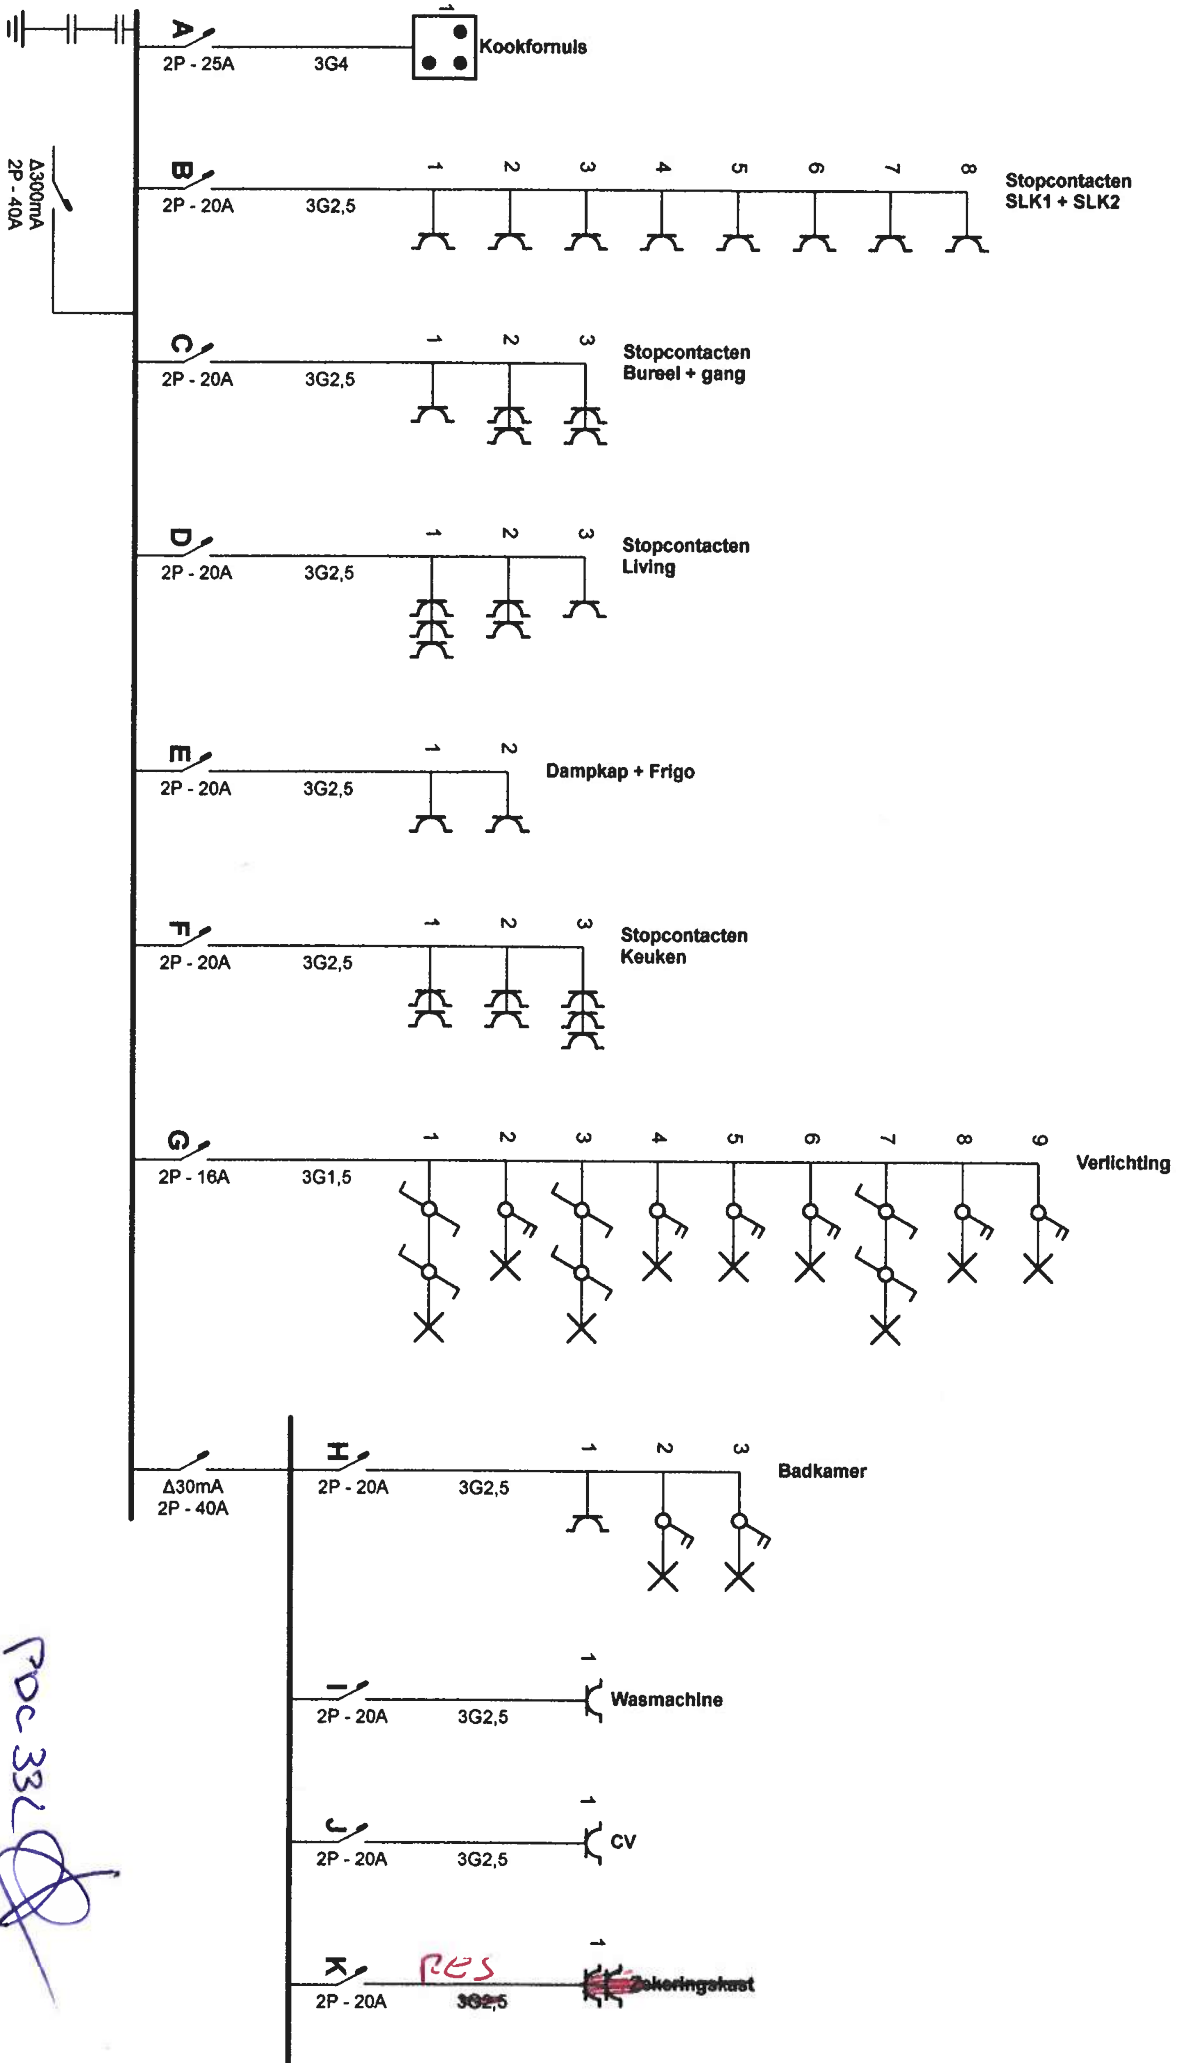 A
2P - 25A
3G4
1
Kookfornuis
Δ300mA
2P - 40A
B
2P - 20A
3G2,5
1 2 3 4 5 6 7 8
Stopcontacten
SLK1 + SLK2
C
2P - 20A
3G2,5
1 2 3
Stopcontacten
Bureel + gang
D
2P - 20A
3G2,5
1 2 3
Stopcontacten
Living
E
2P - 20A
3G2,5
1 2
Dampkap + Frigo
F
2P - 20A
3G2,5
1 2 3
Stopcontacten
Keuken
G
2P - 16A
3G1,5
1 2 3 4 5 6 7 8 9
Verlichting
Δ30mA
2P - 40A
H
2P - 20A
3G2,5
1 2 3
Badkamer
I
2P - 20A
3G2,5
1
Wasmachine
J
2P - 20A
3G2,5
1
CV
K
2P - 20A
RES
3G2,5
1
Zekeringskast